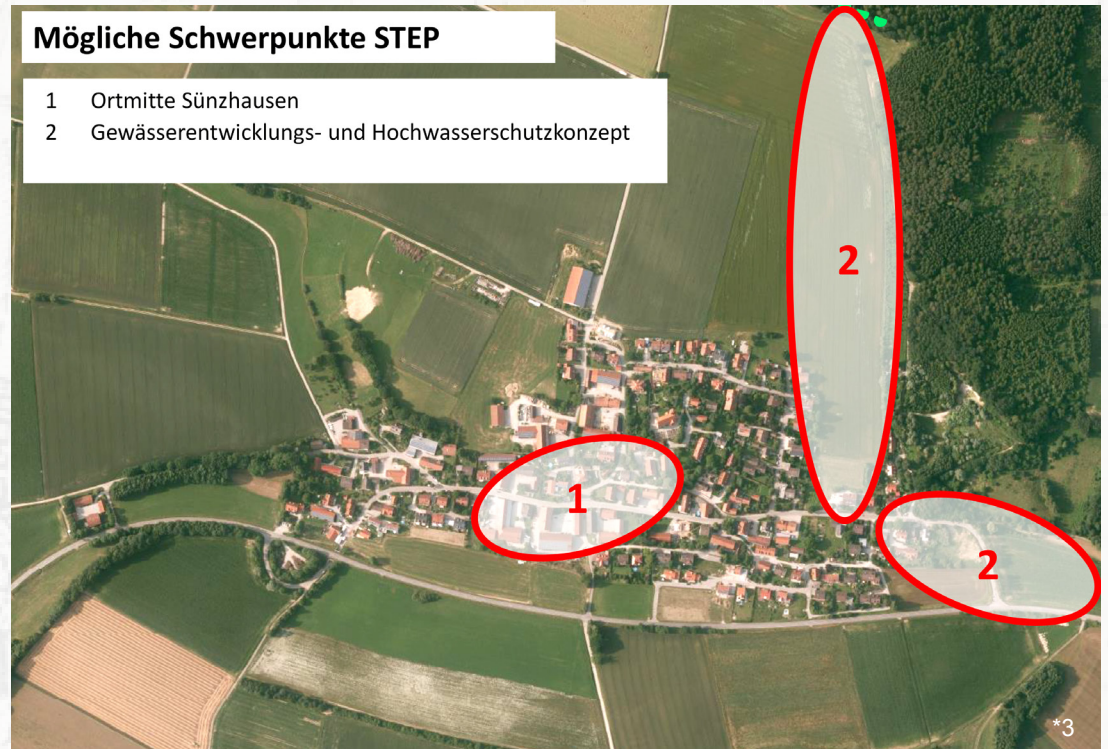 Mögliche Schwerpunkte STEP
1 Ortmitte Sünzhausen
2 Gewässerentwicklungs- und Hochwasserschutzkonzept
2
1
2
*3